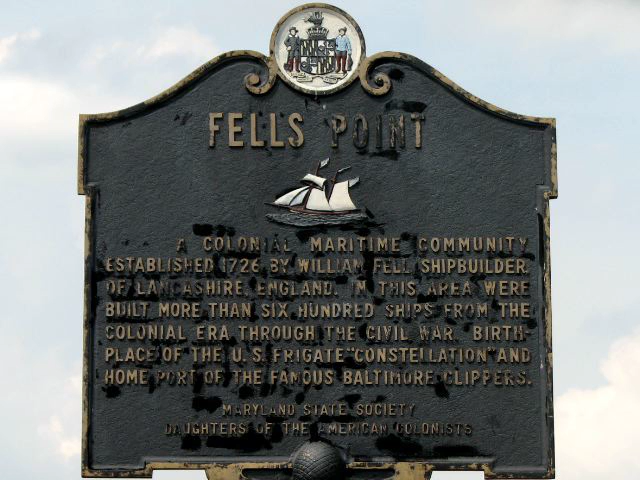 FELLS POINT
A COLONIAL MARITIME COMMUNITY
ESTABLISHED 1726 BY WILLIAM FELL, SHIPBUILDER
OF LANCASHIRE, ENGLAND. IN THIS AREA WERE
BUILT MORE THAN SIX HUNDRED SHIPS FROM THE
COLONIAL ERA THROUGH THE CIVIL WAR. BIRTH-
PLACE OF THE U.S. FRIGATE "CONSTELLATION" AND
HOME PORT OF THE FAMOUS BALTIMORE CLIPPERS.
MARYLAND STATE SOCIETY
DAUGHTERS OF THE AMERICAN COLONISTS